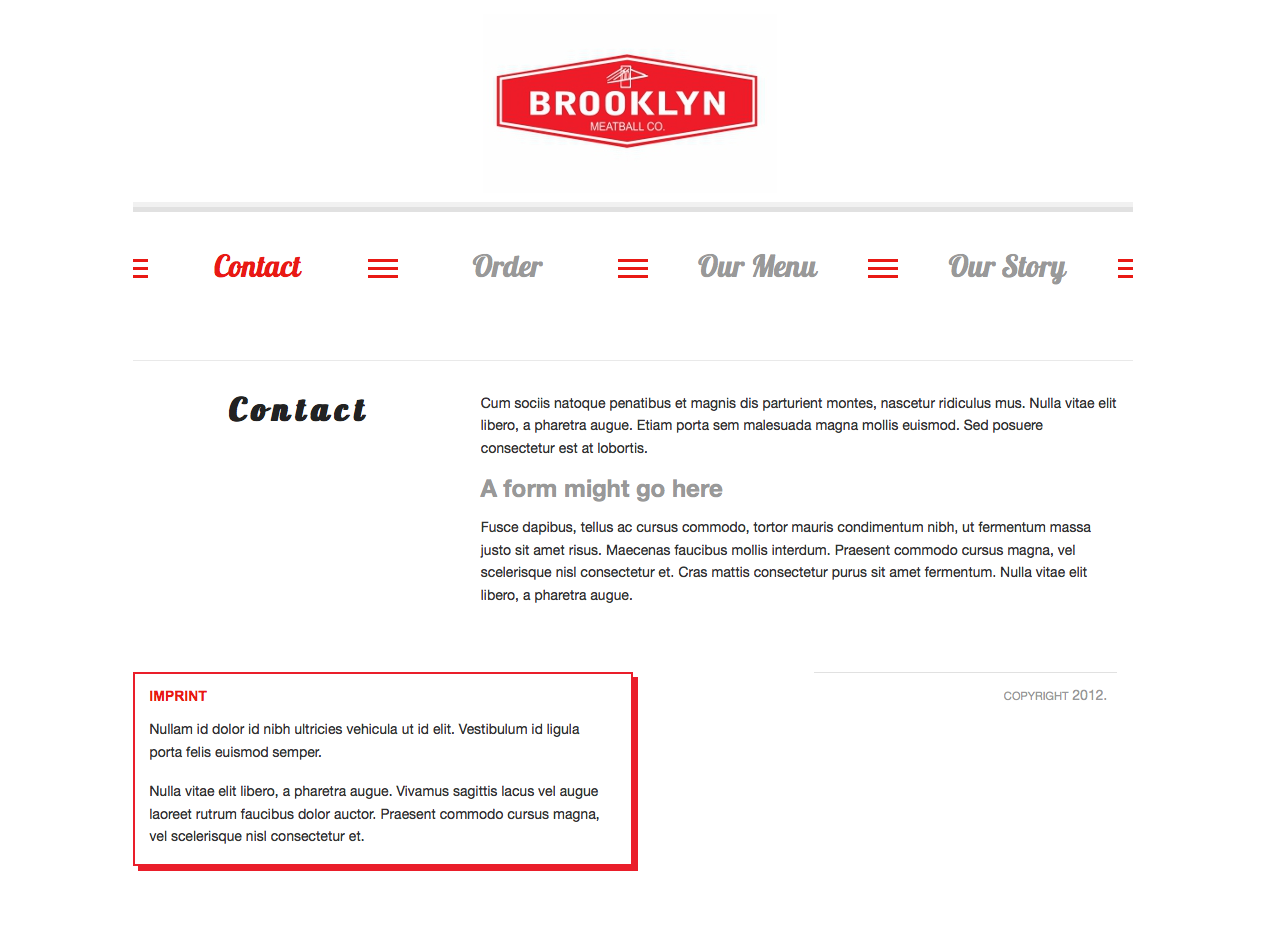 BROOKLYN
MEATBALL CO.
Contact Order Our Menu Our Story
Contact
Cum sociis natoque penatibus et magnis dis parturient montes, nascetur ridiculus mus. Nulla vitae elit
libero, a pharetra augue. Etiam porta sem malesuada magna mollis euismod. Sed posuere
consectetur est at lobortis.
A form might go here
Fusce dapibus, tellus ac cursus commodo, tortor mauris condimentum nibh, ut fermentum massa
justo sit amet risus. Maecenas faucibus mollis interdum. Praesent commodo cursus magna, vel
scelerisque nisl consectetur et. Cras mattis consectetur purus sit amet fermentum. Nulla vitae elit
libero, a pharetra augue.
IMPRINT
Nullam id dolor id nibh ultricies vehicula ut id elit. Vestibulum id ligula
porta felis euismod semper.
Nulla vitae elit libero, a pharetra augue. Vivamus sagittis lacus vel augue
laoreet rutrum faucibus dolor auctor. Praesent commodo cursus magna,
vel scelerisque nisl consectetur et.
COPYRIGHT 2012.